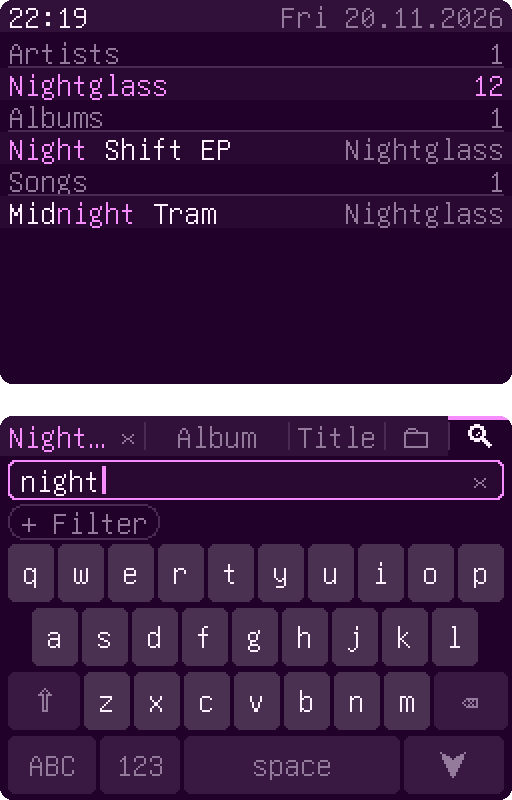 22:19 Fri 20.11.2026
Artists 1
Nightglass 12
Albums 1
Night Shift EP Nightglass
Songs 1
Midnight Tram Nightglass
Night… × Album Title
night ×
+ Filter
q w e r t y u i o p
a s d f g h j k l
⇧ z x c v b n m ⌫
ABC 123 space